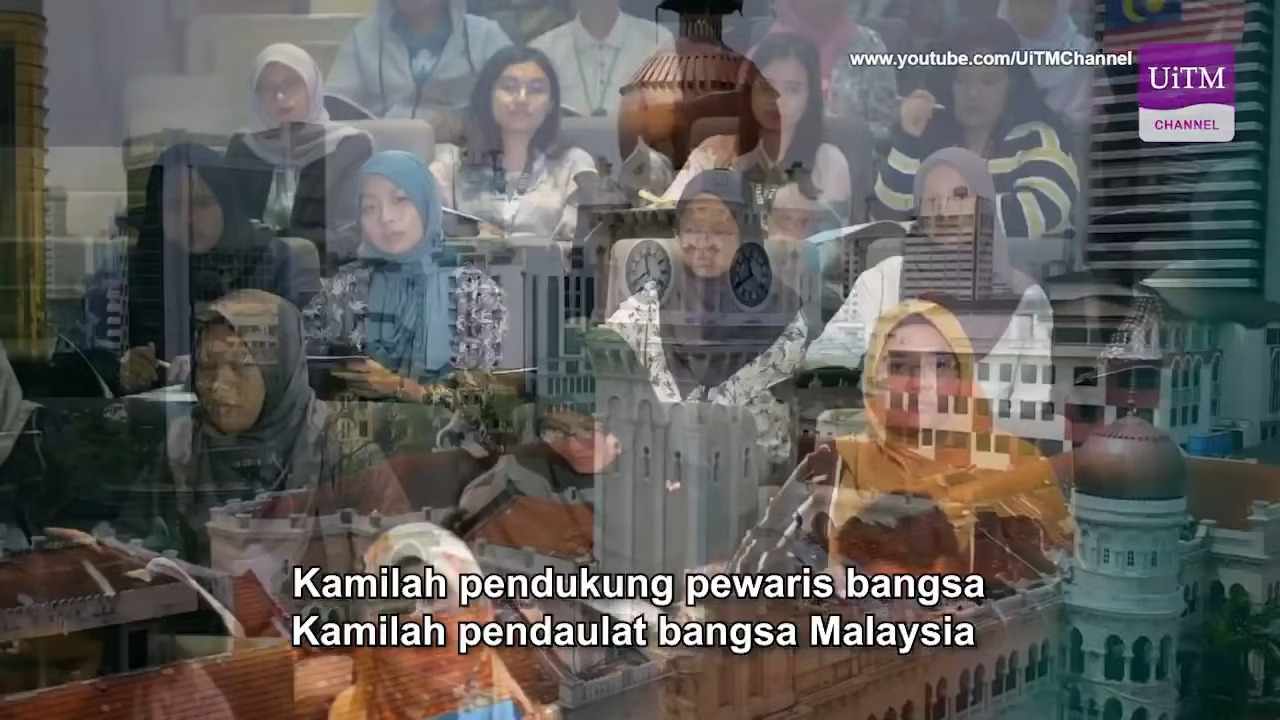 www.youtube.com/UiTMChannel
UiTM
CHANNEL
Kamilah pendukung pewaris bangsa
Kamilah pendaulat bangsa Malaysia